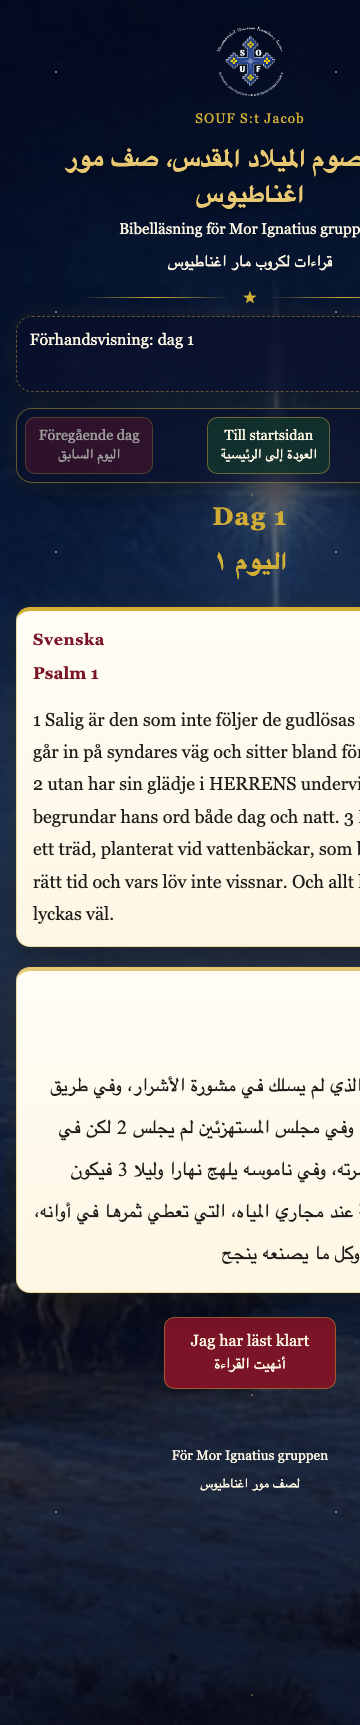 S O
U F
SOUF S:t Jacob
صوم الميلاد المقدس، صف مور
اغناطيوس
Bibelläsning för Mor Ignatius
قراءات لكروب مار اغناطيوس
Förhandsvisning: dag 1
Föregående dag
اليوم السابق
Till startsidan
العودة إلى الرئيسية
Dag 1
اليوم ١
Svenska
Psalm 1
1 Salig är den som inte följer de gudlösas
går in på syndares väg och sitter bland
2 utan har sin glädje i HERRENS
begrundar hans ord både dag och natt. 3
ett träd, planterat vid vattenbäckar, som
rätt tid och vars löv inte vissnar. Och allt
lyckas väl.
الذي لم يسلك في مشورة الأشرار، وفي طريق
وفي مجلس المستهزئين لم يجلس 2 لكن في
وفي ناموسه يلهج نهارا وليلا 3 فيكون
عند مجاري المياه، التي تعطي ثمرها في أوانه،
وكل ما يصنعه ينجح
Jag har läst klart
أنهيت القراءة
För Mor Ignatius gruppen
لصف مور اغناطيوس